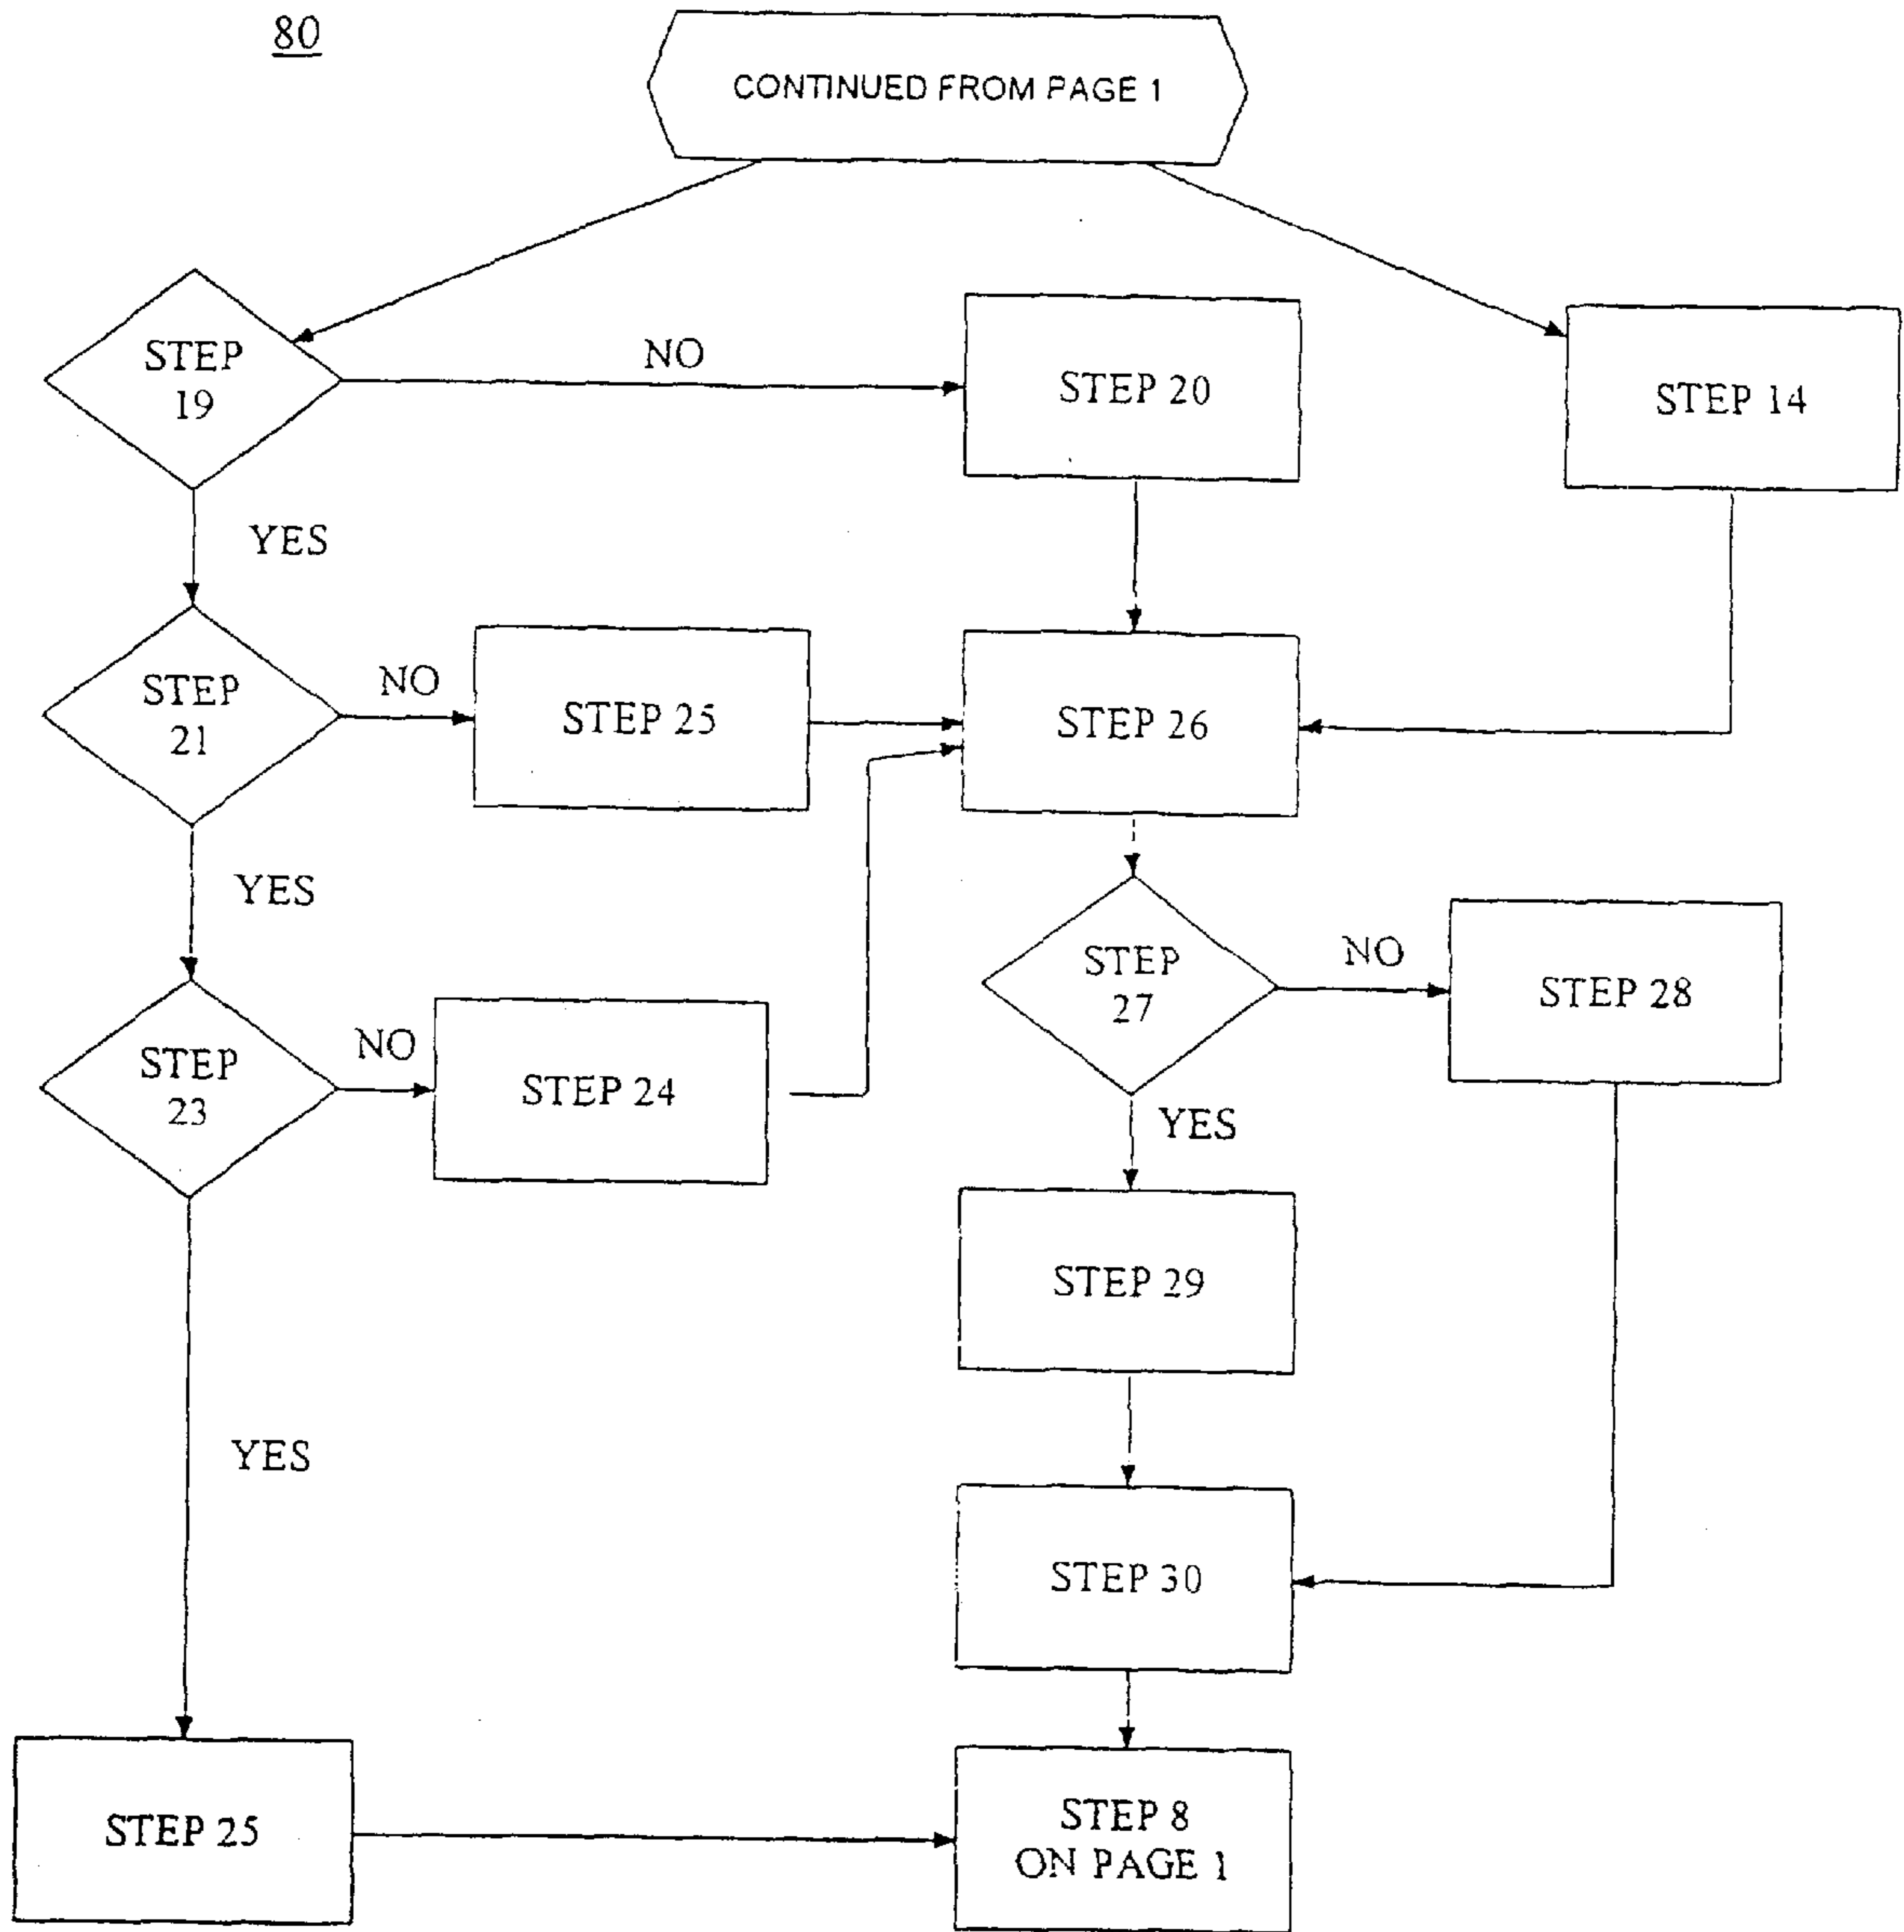 80
CONTINUED FROM PAGE 1
STEP
19
NO
STEP 20
STEP 14
YES
STEP
21
NO
STEP 25
STEP 26
YES
STEP
23
NO
STEP 24
STEP
27
NO
STEP 28
YES
STEP 29
YES
STEP 30
STEP 25
STEP 8
ON PAGE 1